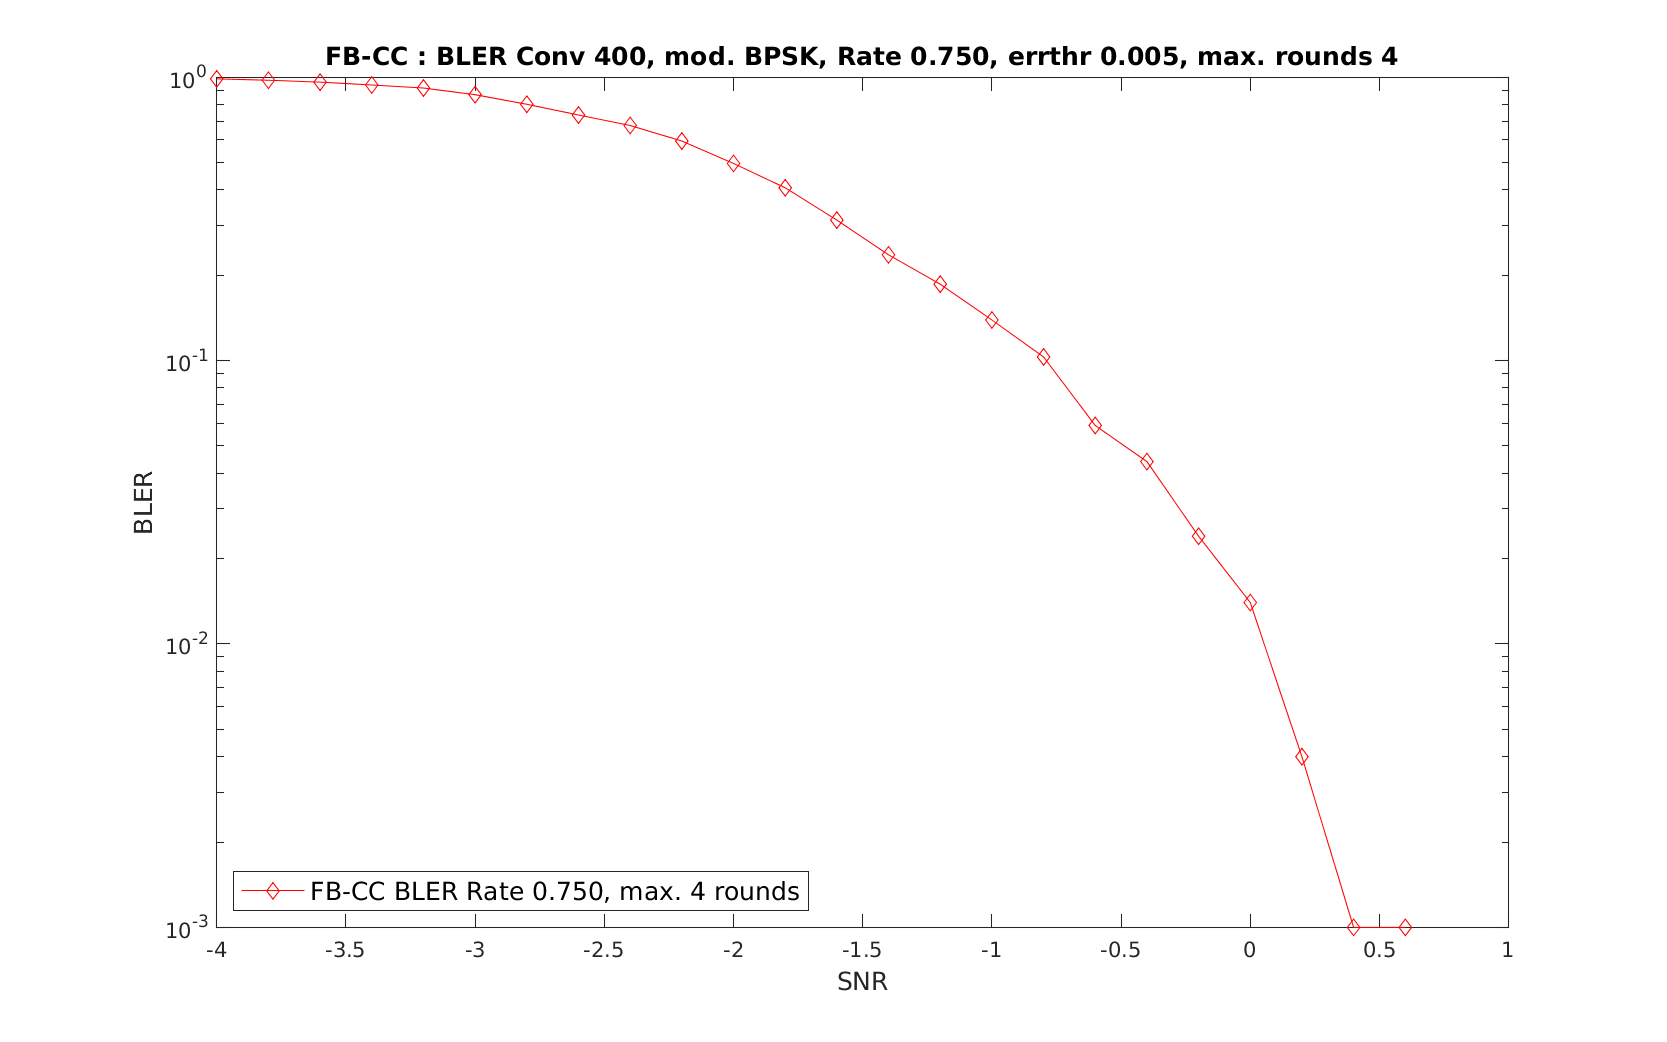 FB-CC : BLER Conv 400, mod. BPSK, Rate 0.750, errthr 0.005, max. rounds 4
10^0
10^-1
10^-2
10^-3
BLER
FB-CC BLER Rate 0.750, max. 4 rounds
-4 -3.5 -3 -2.5 -2 -1.5 -1 -0.5 0 0.5 1
SNR